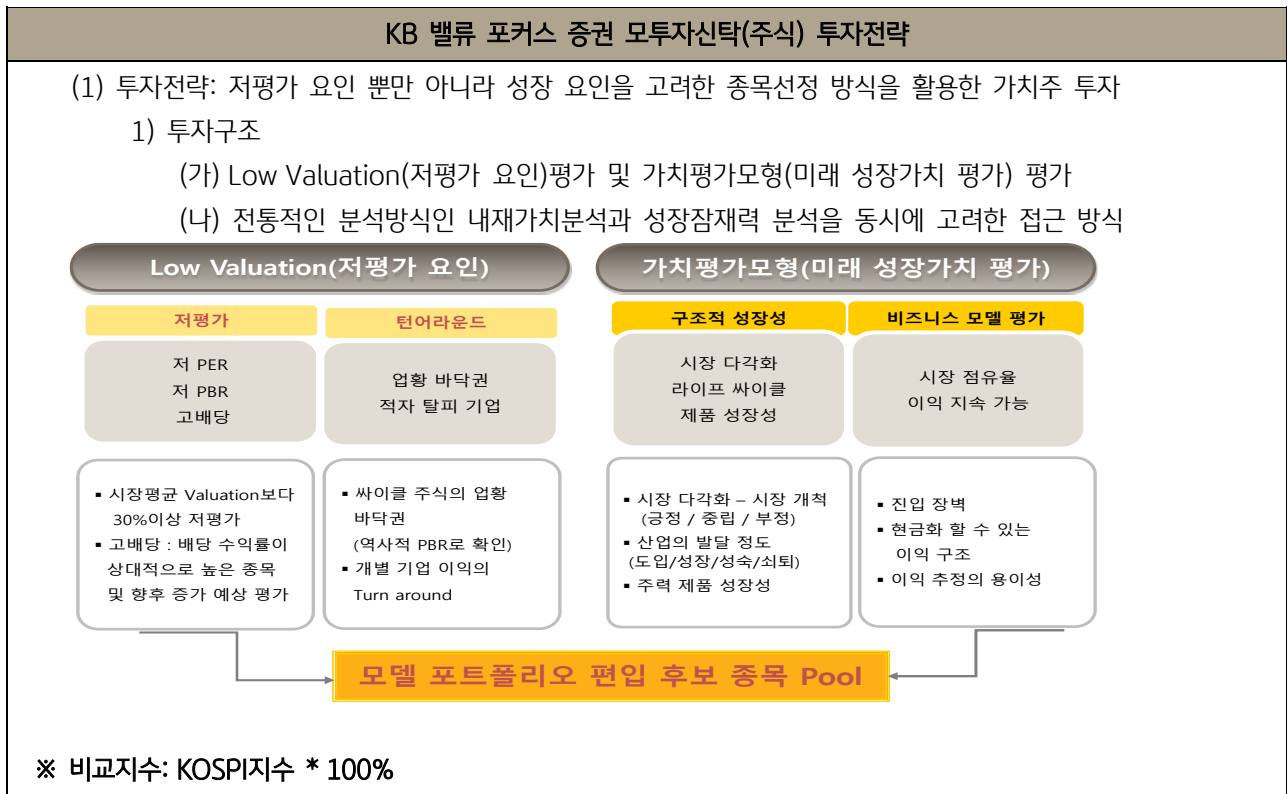 KB 밸류 포커스 증권 모투자신탁(주식) 투자전략
(1) 투자전략: 저평가 요인 뿐만 아니라 성장 요인을 고려한 종목선정 방식을 활용한 가치주 투자
1) 투자구조
(가) Low Valuation(저평가 요인)평가 및 가치평가모형(미래 성장가치 평가) 평가
(나) 전통적인 분석방식인 내재가치분석과 성장잠재력 분석을 동시에 고려한 접근 방식
Low Valuation(저평가 요인)
저평가
저 PER
저 PBR
고배당
▪ 시장평균 Valuation보다
30%이상 저평가
▪ 고배당 : 배당 수익률이
상대적으로 높은 종목
및 향후 증가 예상 평가
턴어라운드
업황 바닥권
적자 탈피 기업
▪ 싸이클 주식의 업황
바닥권
(역사적 PBR로 확인)
▪ 개별 기업 이익의
Turn around
가치평가모형(미래 성장가치 평가)
구조적 성장성
시장 다각화
라이프 싸이클
제품 성장성
▪ 시장 다각화 – 시장 개척
(긍정 / 중립 / 부정)
▪ 산업의 발달 정도
(도입/성장/성숙/쇠퇴)
▪ 주력 제품 성장성
비즈니스 모델 평가
시장 점유율
이익 지속 가능
▪ 진입 장벽
▪ 현금화 할 수 있는
이익 구조
▪ 이익 추정의 용이성
모델 포트폴리오 편입 후보 종목 Pool
※ 비교지수: KOSPI지수 * 100%